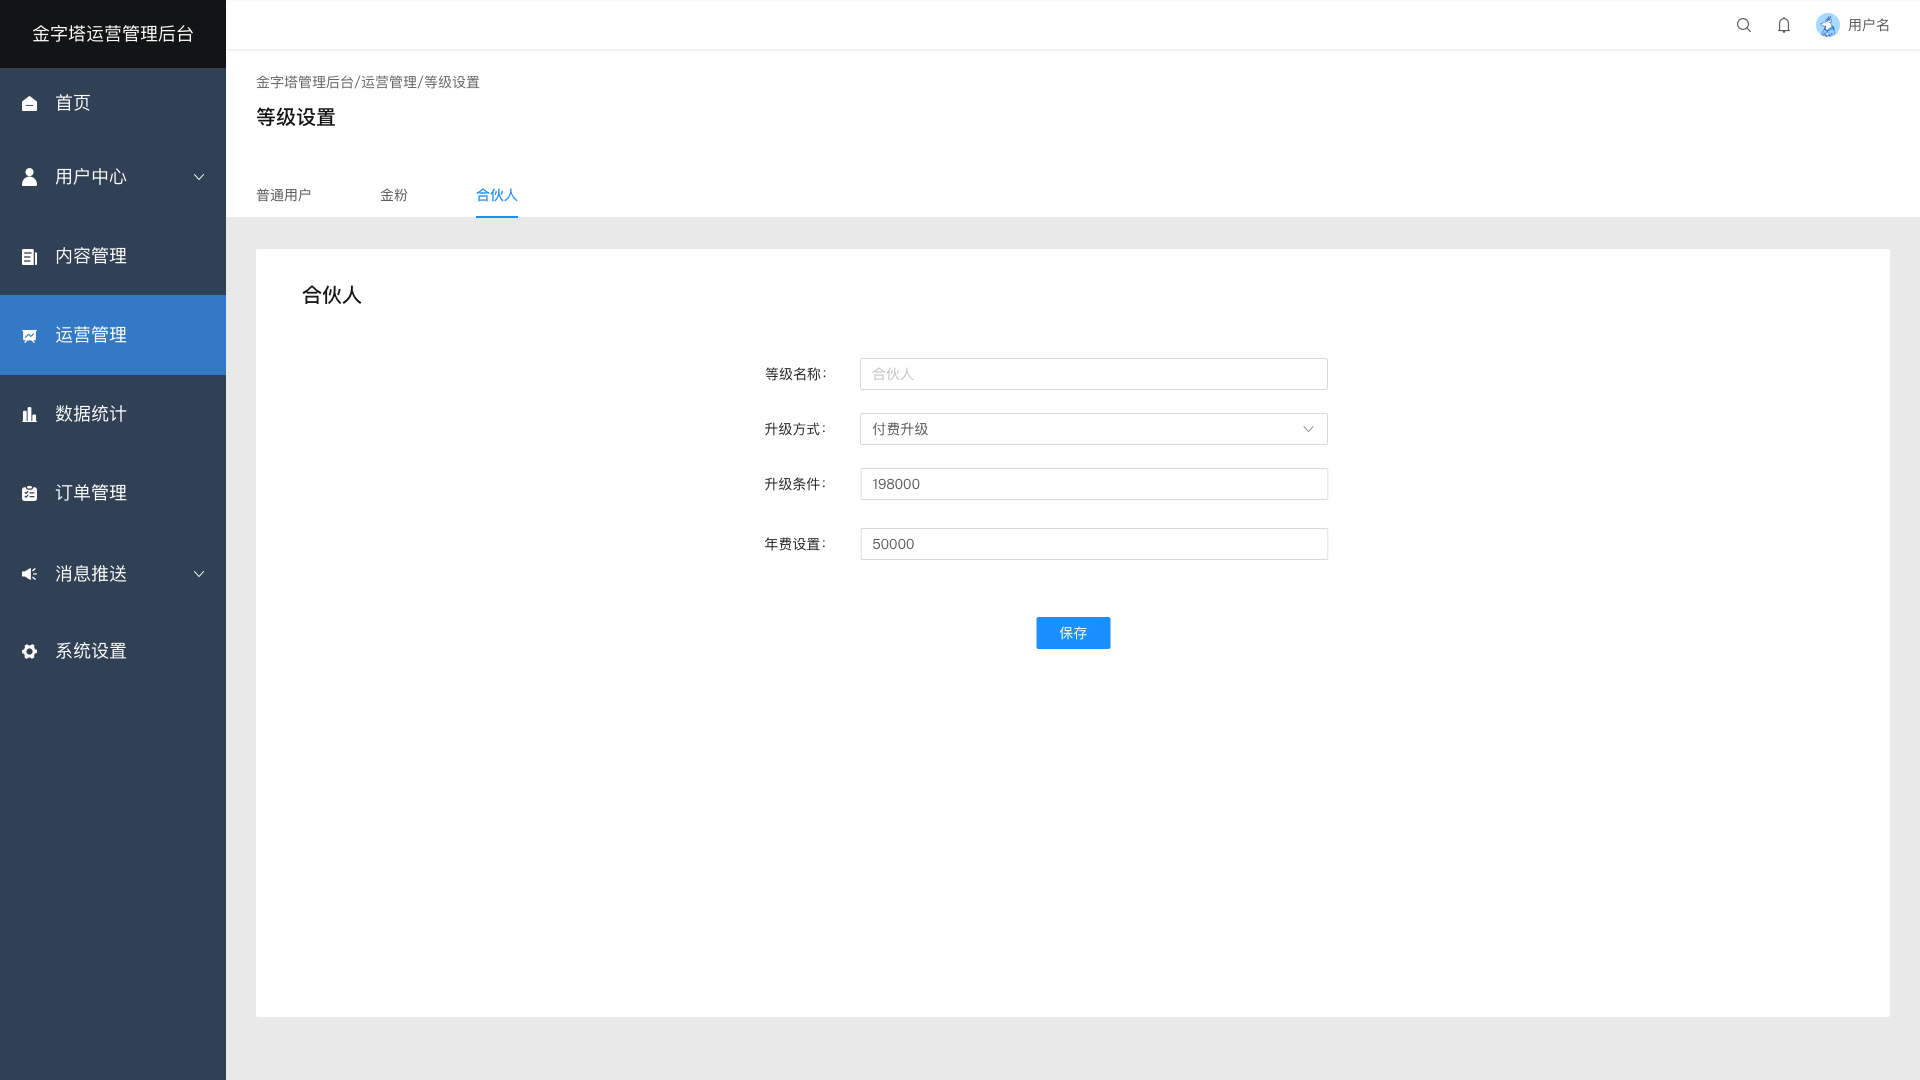 金字塔运营管理后台
用户名
首页
用户中心
内容管理
运营管理
数据统计
订单管理
消息推送
系统设置
金字塔管理后台/运营管理/等级设置
等级设置
普通用户 金粉 合伙人
合伙人
等级名称： 合伙人
升级方式： 付费升级
升级条件： 198000
年费设置： 50000
保存